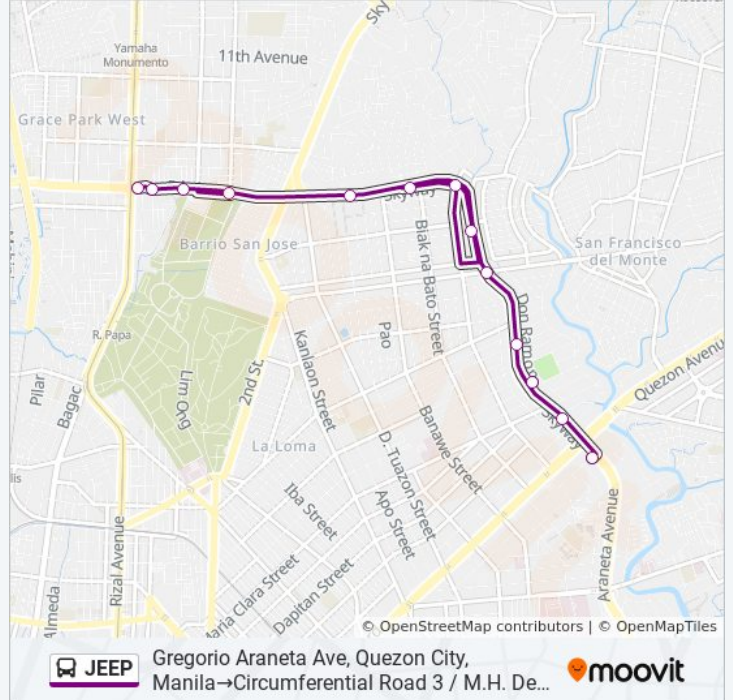 Sky
Yamaha
Monumento
11th Avenue
Grace Park West
Skyway
Barrio San Jose
San Francisco
del Monte
Biak na Bato Street
R. Papa
Pao
Don Ramon
Kanlaon Street
2nd St.
Lim Ong
Pilar
Bagac
Quezon Avenu
Skyway
Banawe Street
La Loma
D. Tuazon Street
Iba Street
Apo Street
Araneta Avenue
Rizal Avenue
Maria Clara Street
Dapitan Street
Almeda
© OpenStreetMap contributors | © OpenMapTiles
JEEP
Gregorio Araneta Ave, Quezon City,
Manila→Circumferential Road 3 / M.H. De...
moovit